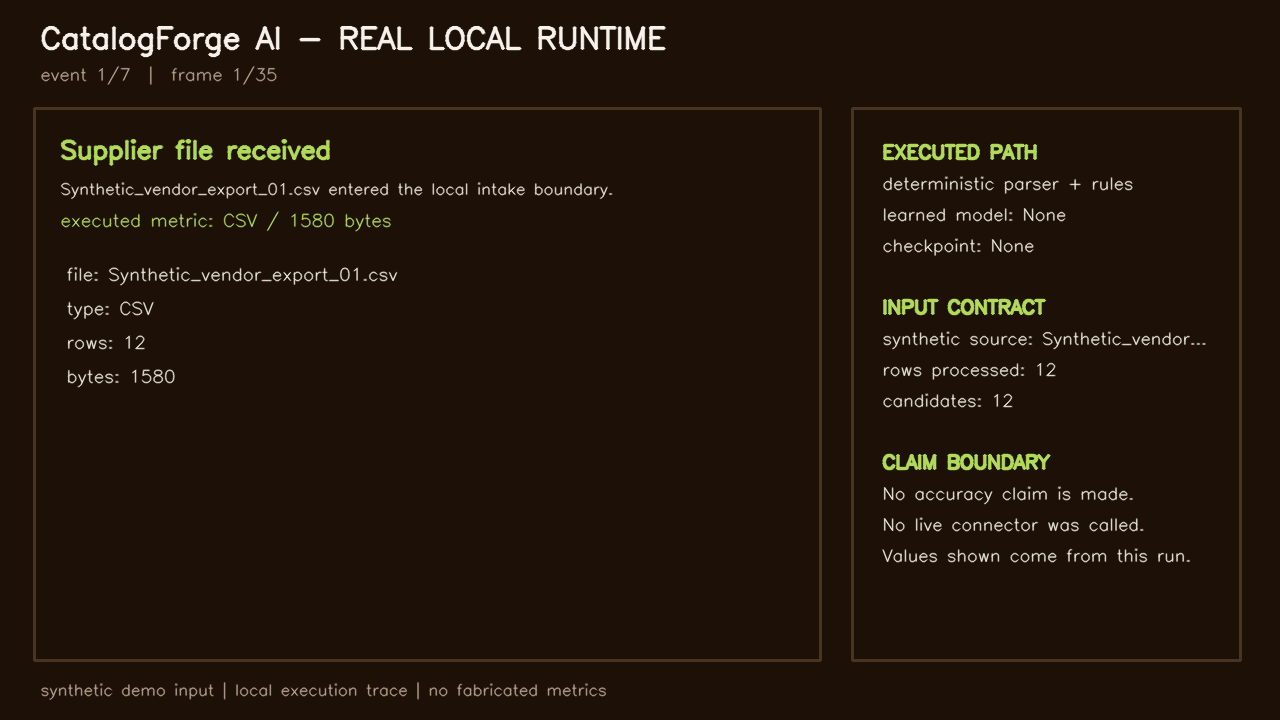 CatalogForge AI – REAL LOCAL RUNTIME
event 1/7 | frame 1/35
Supplier file received
Synthetic_vendor_export_01.csv entered the local intake boundary.
executed metric: CSV / 1580 bytes
file: Synthetic_vendor_export_01.csv
type: CSV
rows: 12
bytes: 1580
EXECUTED PATH
deterministic parser + rules
learned model: None
checkpoint: None
INPUT CONTRACT
synthetic source: Synthetic_vendor...
rows processed: 12
candidates: 12
CLAIM BOUNDARY
No accuracy claim is made.
No live connector was called.
Values shown come from this run.
synthetic demo input | local execution trace | no fabricated metrics